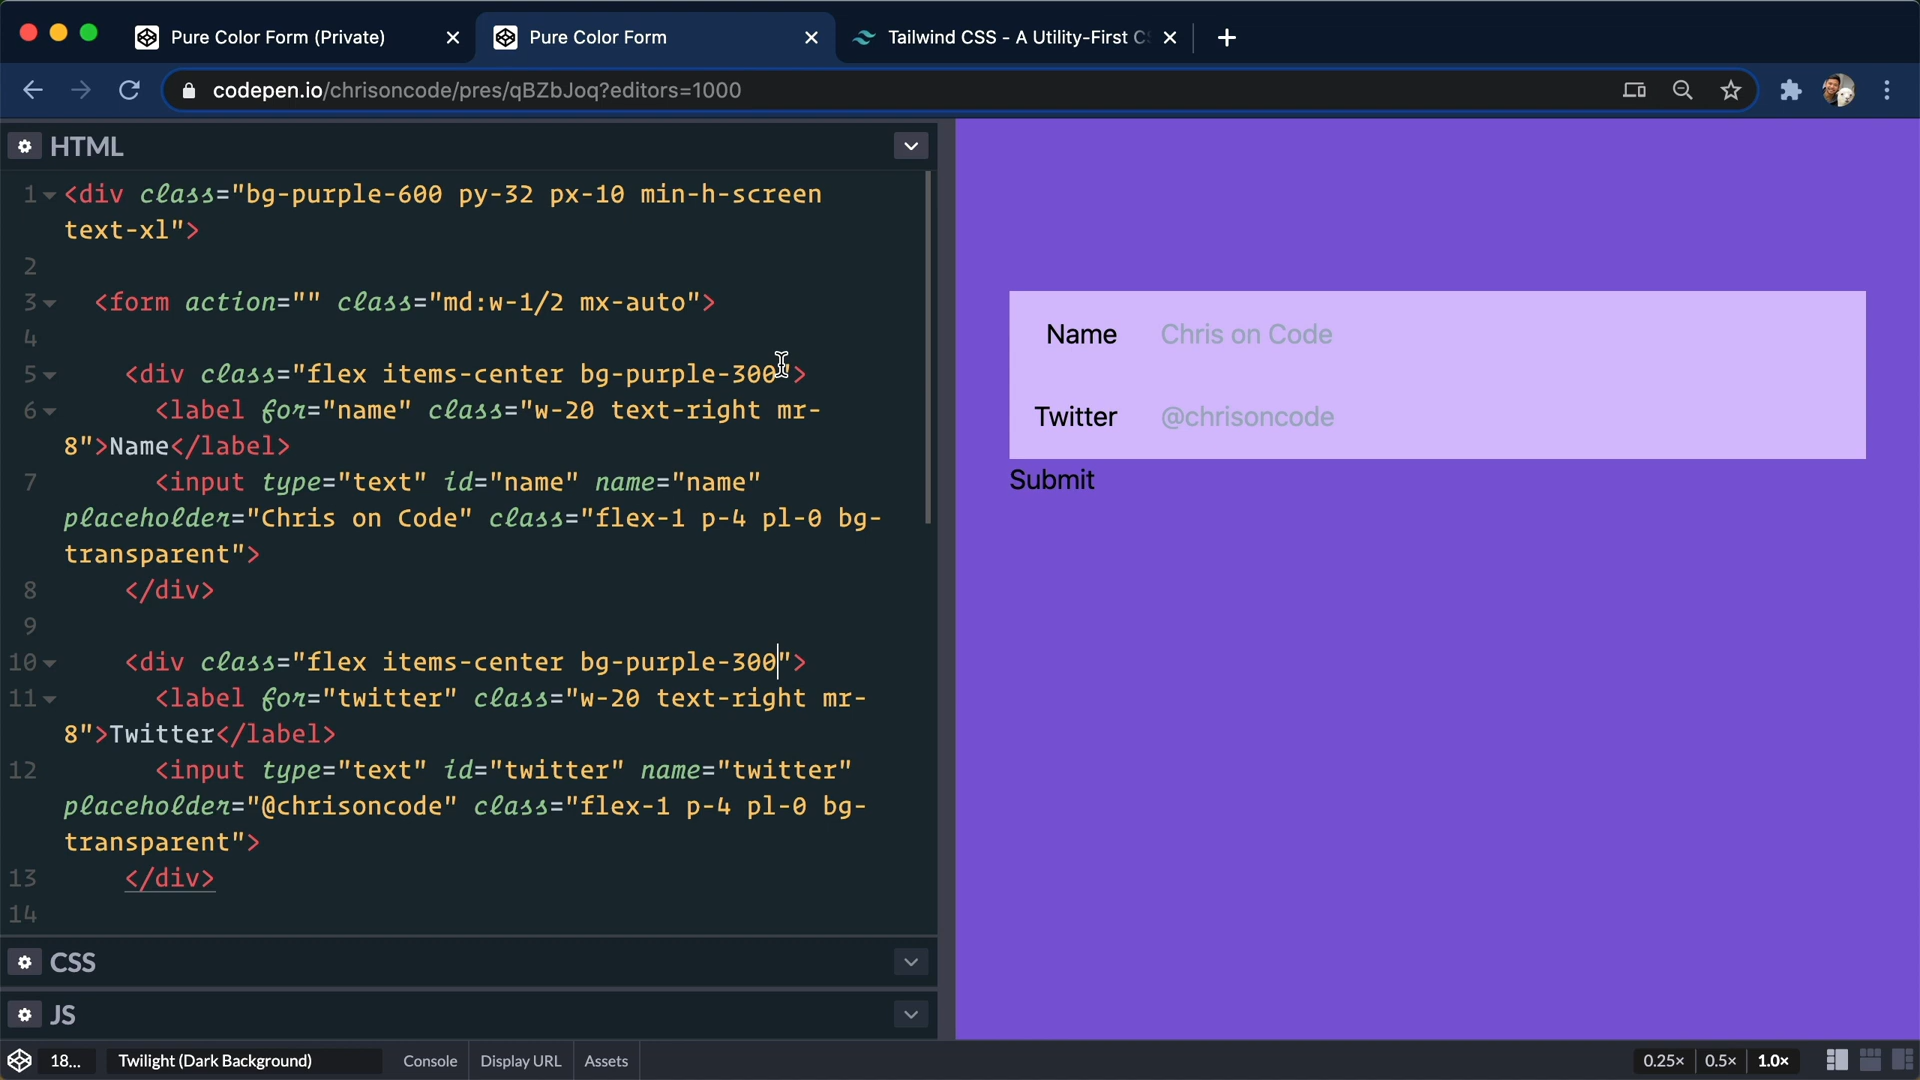 Pure Color Form (Private)
Pure Color Form
Tailwind CSS - A Utility-First
codepen.io/chrisoncode/pres/qBZbJoq?editors=1000
HTML
1 <div class="bg-purple-600 py-32 px-10 min-h-screen
text-xl">
2
3 <form action="" class="md:w-1/2 mx-auto">
4
5 <div class="flex items-center bg-purple-300">
6 <label for="name" class="w-20 text-right mr-
8">Name</label>
7 <input type="text" id="name" name="name"
placeholder="Chris on Code" class="flex-1 p-4 pl-0 bg-
transparent">
8 </div>
9
10 <div class="flex items-center bg-purple-300">
11 <label for="twitter" class="w-20 text-right mr-
8">Twitter</label>
12 <input type="text" id="twitter" name="twitter"
placeholder="@chrisoncode" class="flex-1 p-4 pl-0 bg-
transparent">
13 </div>
14
CSS
JS
Name Chris on Code
Twitter @chrisoncode
Submit
18... Twilight (Dark Background) Console Display URL Assets 0.25× 0.5× 1.0×